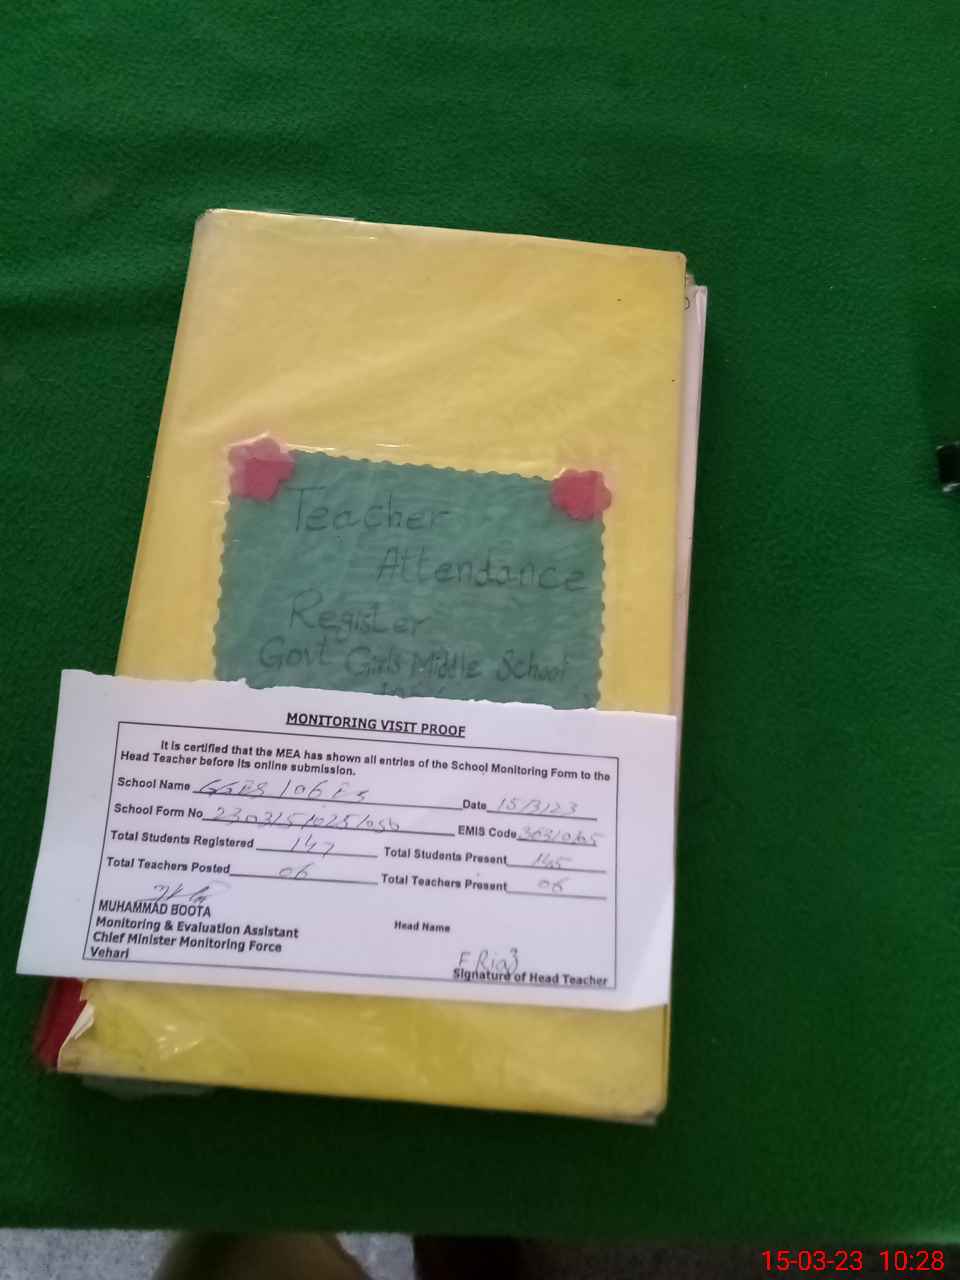 Teacher
Attendance
Register
Govt Girls Middle School
MONITORING VISIT PROOF
It is certified that the MEA has shown all entries of the School Monitoring Form to the
Head Teacher before its online submission.
School Name GGES 106 EB Date 15/3/23
School Form No EMIS Code
Total Students Registered 147 Total Students Present 145
Total Teachers Posted 06 Total Teachers Present 06
MUHAMMAD BOOTA
Monitoring & Evaluation Assistant Head Name
Chief Minister Monitoring Force
Vehari F.Riaz
Signature of Head Teacher
15-03-23 10:28